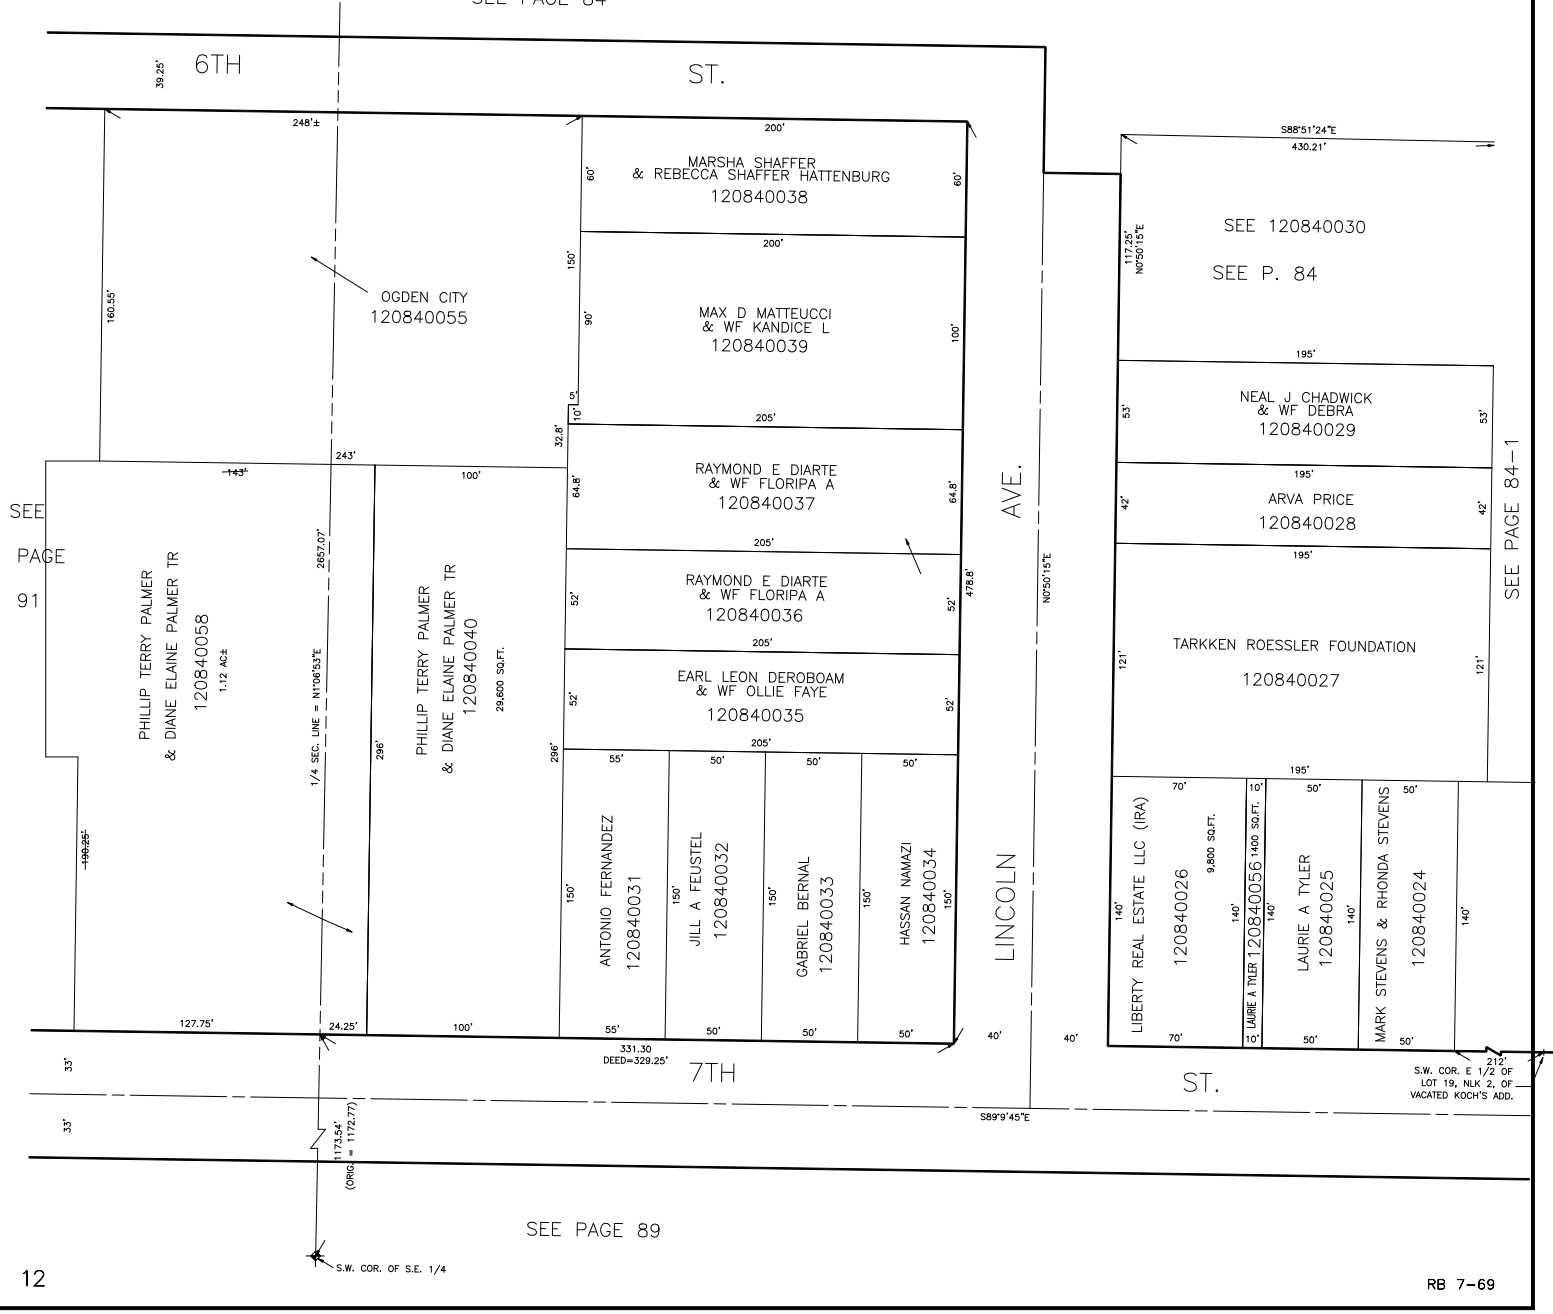 6TH
ST.
39.25'
248'±
200'
MARSHA SHAFFER
& REBECCA SHAFFER HATTENBURG
120840038
60'
60'
200'
150'
160.55'
OGDEN CITY
120840055
90'
MAX D MATTEUCCI
& WF KANDICE L
120840039
100'
5'
10'
205'
32.8'
S88°51'24"E
430.21'
117.25'
N0°50'15"E
SEE 120840030
SEE P. 84
195'
NEAL J CHADWICK
& WF DEBRA
120840029
53'
53'
195'
ARVA PRICE
120840028
42'
42'
195'
TARKKEN ROESSLER FOUNDATION
120840027
121'
121'
195'
SEE PAGE 84-1
SEE
PAGE
91
143'
243'
100'
2657.07'
1/4 SEC. LINE = N1°06'53"E
PHILLIP TERRY PALMER
& DIANE ELAINE PALMER TR
120840058
1.12 AC±
PHILLIP TERRY PALMER
& DIANE ELAINE PALMER TR
120840040
29,600 SQ.FT.
296'
296'
190.25'
RAYMOND E DIARTE
& WF FLORIPA A
120840037
64.8'
64.8'
205'
RAYMOND E DIARTE
& WF FLORIPA A
120840036
52'
52'
205'
EARL LEON DEROBOAM
& WF OLLIE FAYE
120840035
52'
52'
205'
478.8'
N0°50'15"E
LINCOLN AVE.
55'
50'
50'
50'
ANTONIO FERNANDEZ
120840031
150'
JILL A FEUSTEL
120840032
150'
GABRIEL BERNAL
120840033
150'
HASSAN NAMAZI
120840034
150'
150'
70'
10'
50'
50'
140'
LIBERTY REAL ESTATE LLC (IRA)
120840026
9,800 SQ.FT.
140'
LAURIE A TYLER 120840056 1400 SQ.FT.
140'
LAURIE A TYLER
120840025
140'
MARK STEVENS & RHONDA STEVENS
120840024
140'
127.75'
24.25'
100'
55'
50'
50'
50'
40'
40'
70'
10'
50'
50'
331.30
DEED=329.25'
212'
S.W. COR. E 1/2 OF
LOT 19, NLK 2, OF
VACATED KOCH'S ADD.
33'
7TH
ST.
S89°9'45"E
33'
1173.54'
(ORIG. = 1172.77)
SEE PAGE 89
S.W. COR. OF S.E. 1/4
12
RB 7-69